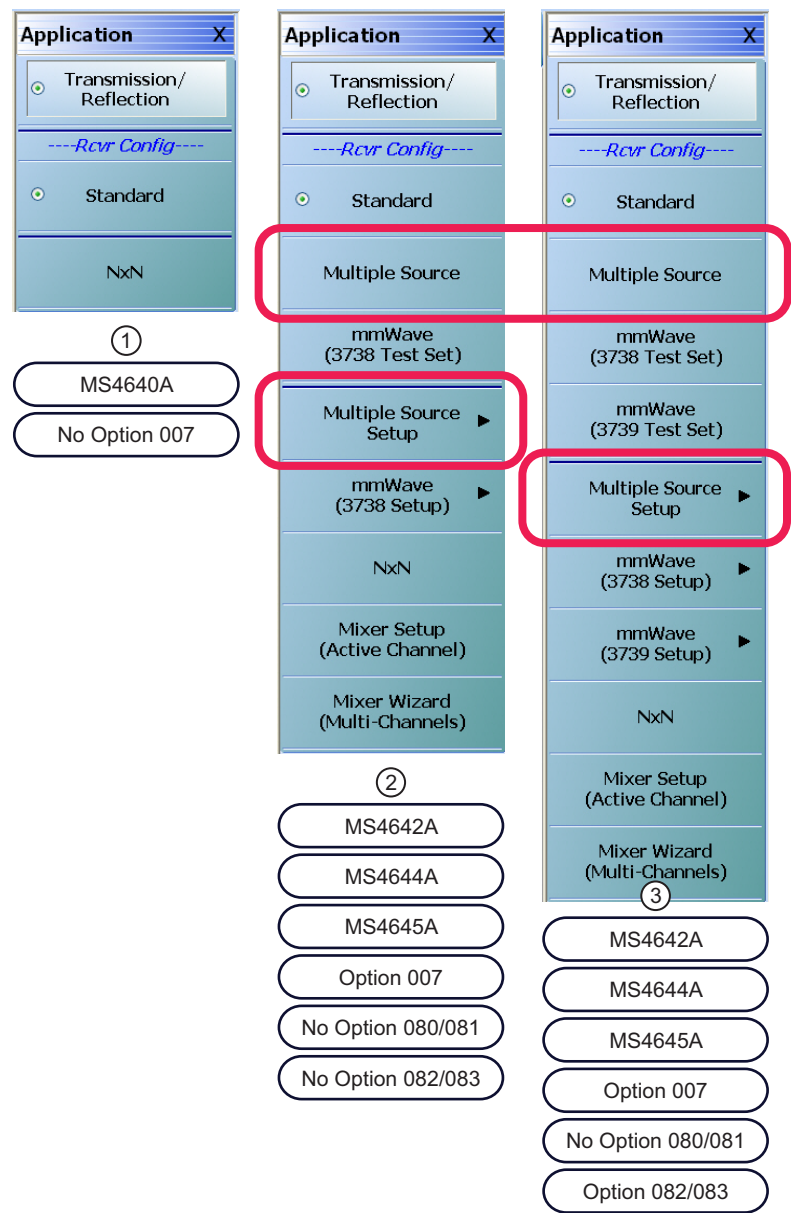 Application X
Transmission/
Reflection
----Rcvr Config----
Standard
NxN
1
MS4640A
No Option 007
Application X
Transmission/
Reflection
----Rcvr Config----
Standard
Multiple Source
mmWave
(3738 Test Set)
Multiple Source
Setup
mmWave
(3738 Setup)
NxN
Mixer Setup
(Active Channel)
Mixer Wizard
(Multi-Channels)
2
MS4642A
MS4644A
MS4645A
Option 007
No Option 080/081
No Option 082/083
Application X
Transmission/
Reflection
----Rcvr Config----
Standard
Multiple Source
mmWave
(3738 Test Set)
mmWave
(3739 Test Set)
Multiple Source
Setup
mmWave
(3738 Setup)
mmWave
(3739 Setup)
NxN
Mixer Setup
(Active Channel)
Mixer Wizard
(Multi-Channels)
3
MS4642A
MS4644A
MS4645A
Option 007
No Option 080/081
Option 082/083